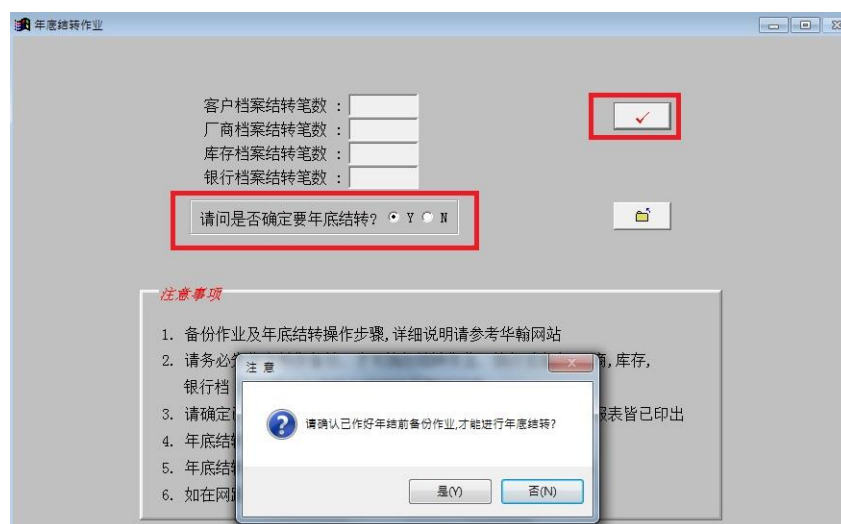 年底结转作业
客户档案结转笔数 :
厂商档案结转笔数 :
库存档案结转笔数 :
银行档案结转笔数 :
请问是否确定要年底结转? Y N
注意事项
1. 备份作业及年底结转操作步骤,详细说明请参考华翰网站
2. 请务必 商,库存,
银行档
3. 请确定 报表皆已印出
4. 年底结转
5. 年底结转
6. 如在网路
注 意
请确认已作好年结前备份作业,才能进行年底结转?
是(Y) 否(N)